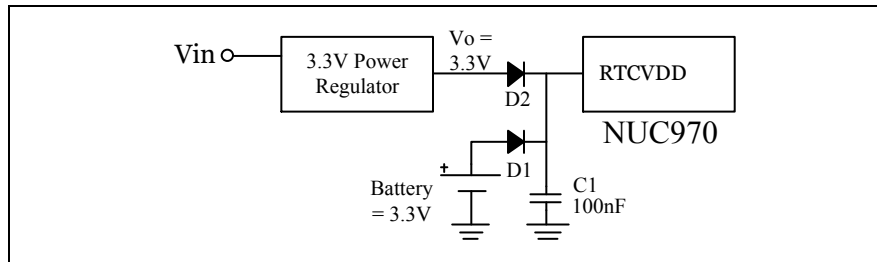 Vin
3.3V Power
Regulator
Vo =
3.3V
D2
RTCVDD
NUC970
D1
+
Battery
= 3.3V
C1
100nF